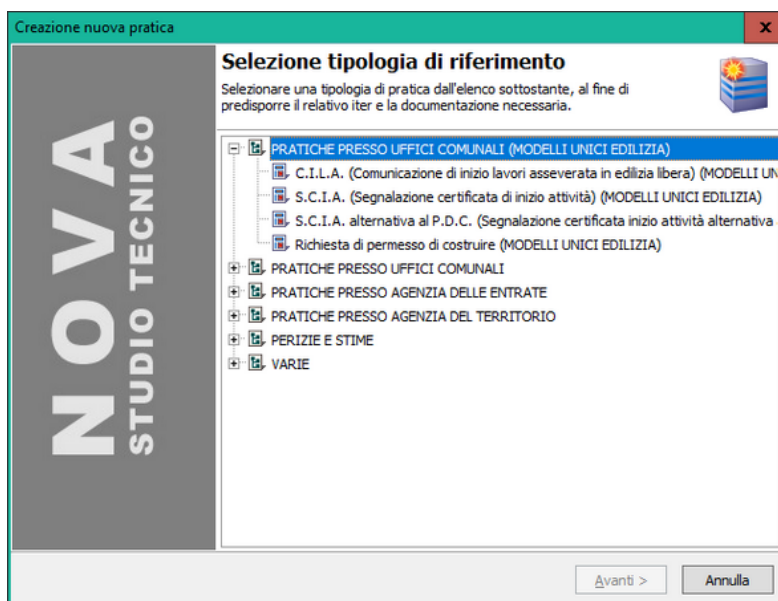 Creazione nuova pratica
x
NOVA
STUDIO TECNICO
Selezione tipologia di riferimento
Selezionare una tipologia di pratica dall'elenco sottostante, al fine di
predisporre il relativo iter e la documentazione necessaria.
PRATICHE PRESSO UFFICI COMUNALI (MODELLI UNICI EDILIZIA)
C.I.L.A. (Comunicazione di inizio lavori asseverata in edilizia libera) (MODELLI UN
S.C.I.A. (Segnalazione certificata di inizio attività) (MODELLI UNICI EDILIZIA)
S.C.I.A. alternativa al P.D.C. (Segnalazione certificata inizio attività alternativa
Richiesta di permesso di costruire (MODELLI UNICI EDILIZIA)
PRATICHE PRESSO UFFICI COMUNALI
PRATICHE PRESSO AGENZIA DELLE ENTRATE
PRATICHE PRESSO AGENZIA DEL TERRITORIO
PERIZIE E STIME
VARIE
Avanti >
Annulla